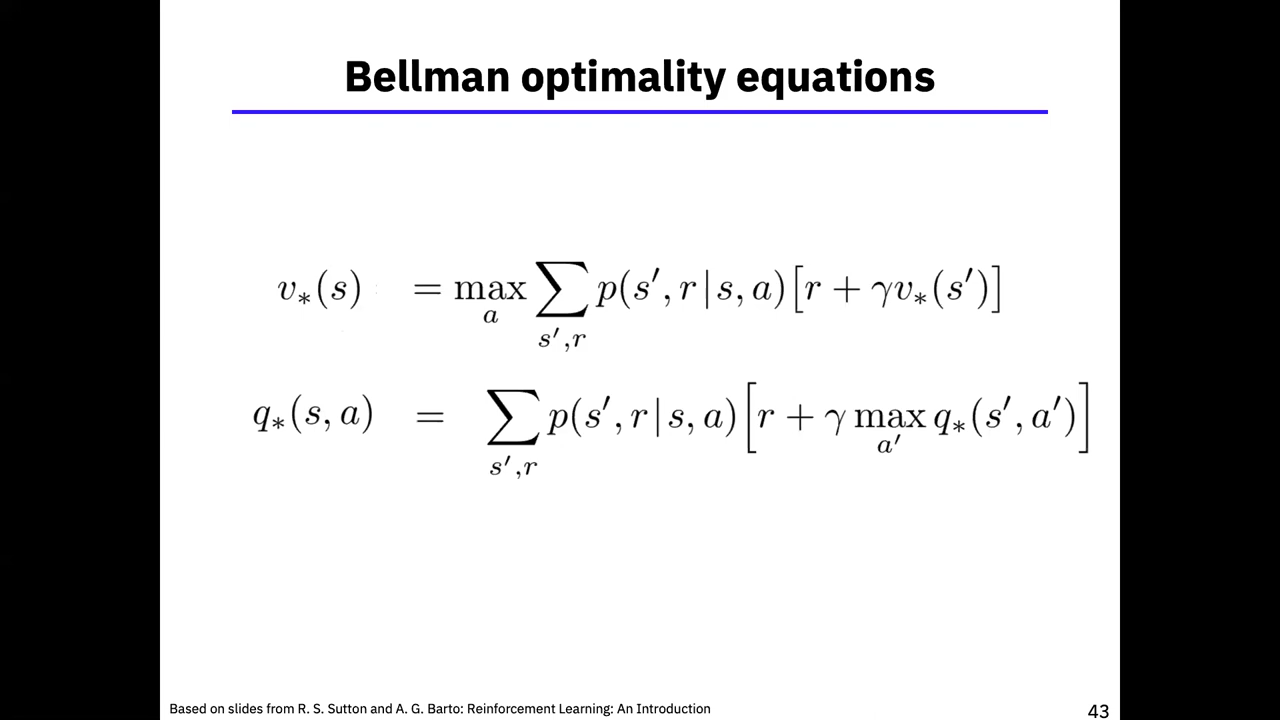 Bellman optimality equations
v∗(s) = max_a ∑_{s′,r} p(s′, r | s, a)[r + γv∗(s′)]
q∗(s, a) = ∑_{s′,r} p(s′, r | s, a)[r + γ max_{a′} q∗(s′, a′)]
Based on slides from R. S. Sutton and A. G. Barto: Reinforcement Learning: An Introduction
43